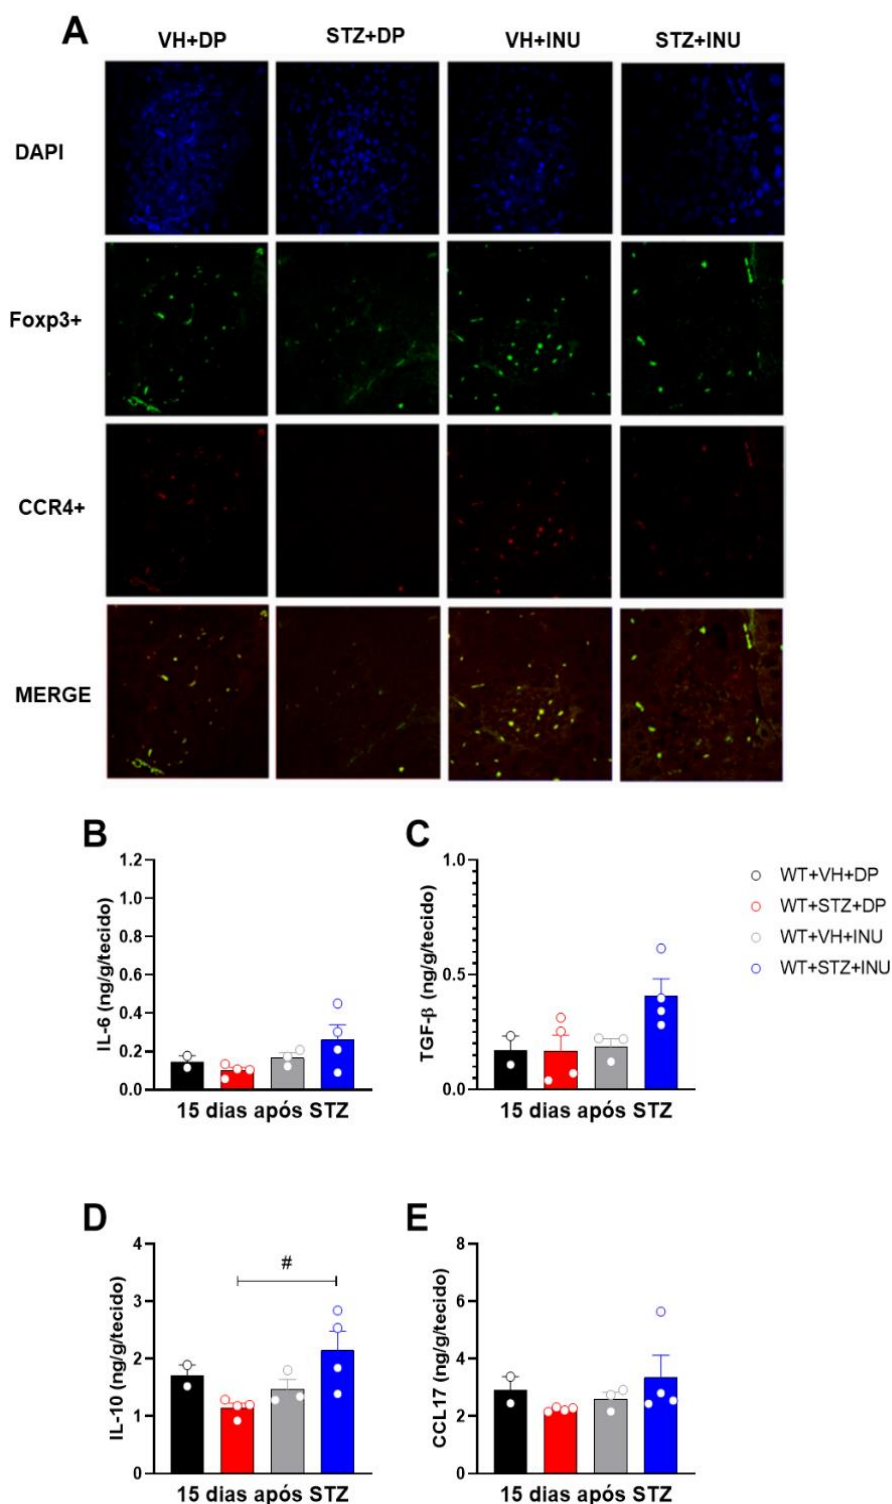 A
VH+DP STZ+DP VH+INU STZ+INU
DAPI
Foxp3+
CCR4+
MERGE
B
IL-6 (ng/g/tecido)
1.2
1.0
0.8
0.6
0.4
0.2
0.0
15 dias após STZ
C
TGF-β (ng/g/tecido)
1.0
0.5
0.0
15 dias após STZ
WT+VH+DP
WT+STZ+DP
WT+VH+INU
WT+STZ+INU
D
IL-10 (ng/g/tecido)
4
3
2
1
0
#
15 dias após STZ
E
CCL17 (ng/g/tecido)
8
6
4
2
0
15 dias após STZ